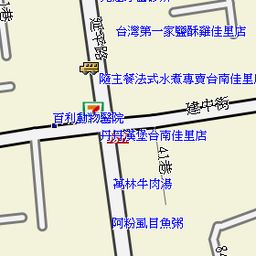 延平路
台灣第一家鹽酥雞佳里店
隨主餐法式水煮專賣台南佳里店
建中街
百利動物醫院
丹丹漢堡台南佳里店
41巷
萬林牛肉湯
阿粉虱目魚粥